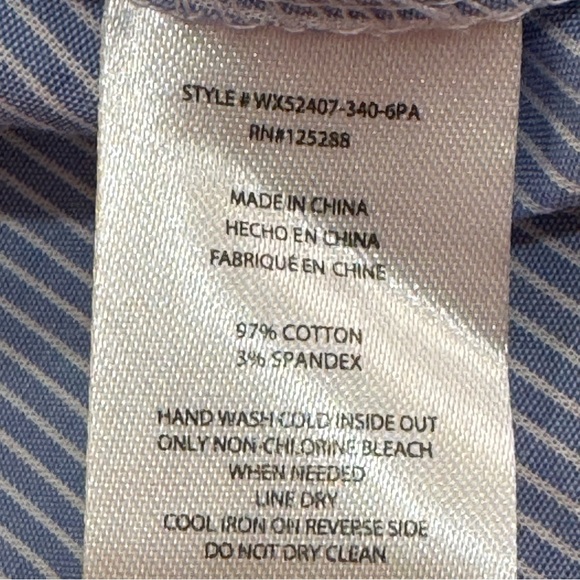 STYLE # WX52407-340-6PA
RN#125288
MADE IN CHINA
HECHO EN CHINA
FABRIQUÉ EN CHINE
97% COTTON
3% SPANDEX
HAND WASH COLD INSIDE OUT
ONLY NON-CHLORINE BLEACH
WHEN NEEDED
LINE DRY
COOL IRON ON REVERSE SIDE
DO NOT DRY CLEAN